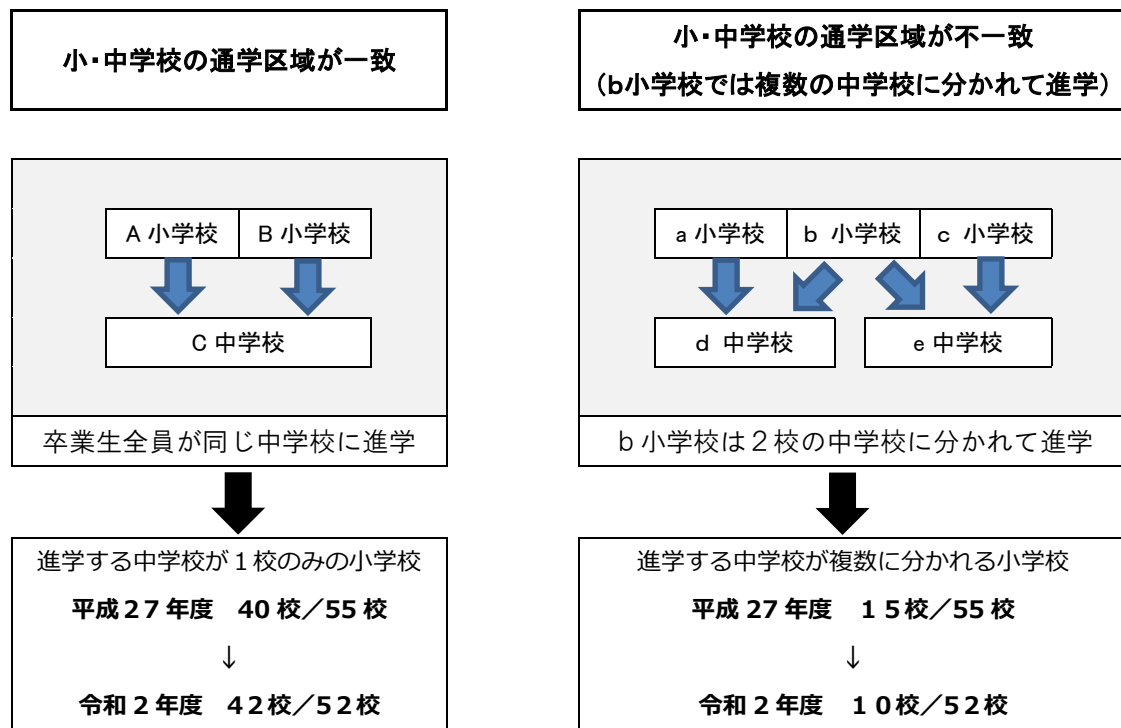 小・中学校の通学区域が一致
卒業生全員が同じ中学校に進学
A 小学校
B 小学校
C 中学校
進学する中学校が１校のみの小学校
平成２７年度　40 校／55 校
↓
令和２年度　４２校／５２校
小・中学校の通学区域が不一致
（b小学校では複数の中学校に分かれて進学）
a 小学校
b 小学校
c 小学校
d 中学校
e 中学校
b 小学校は２校の中学校に分かれて進学
進学する中学校が複数に分かれる小学校
平成 27 年度　１５校／55 校
↓
令和２年度　１０校／５２校